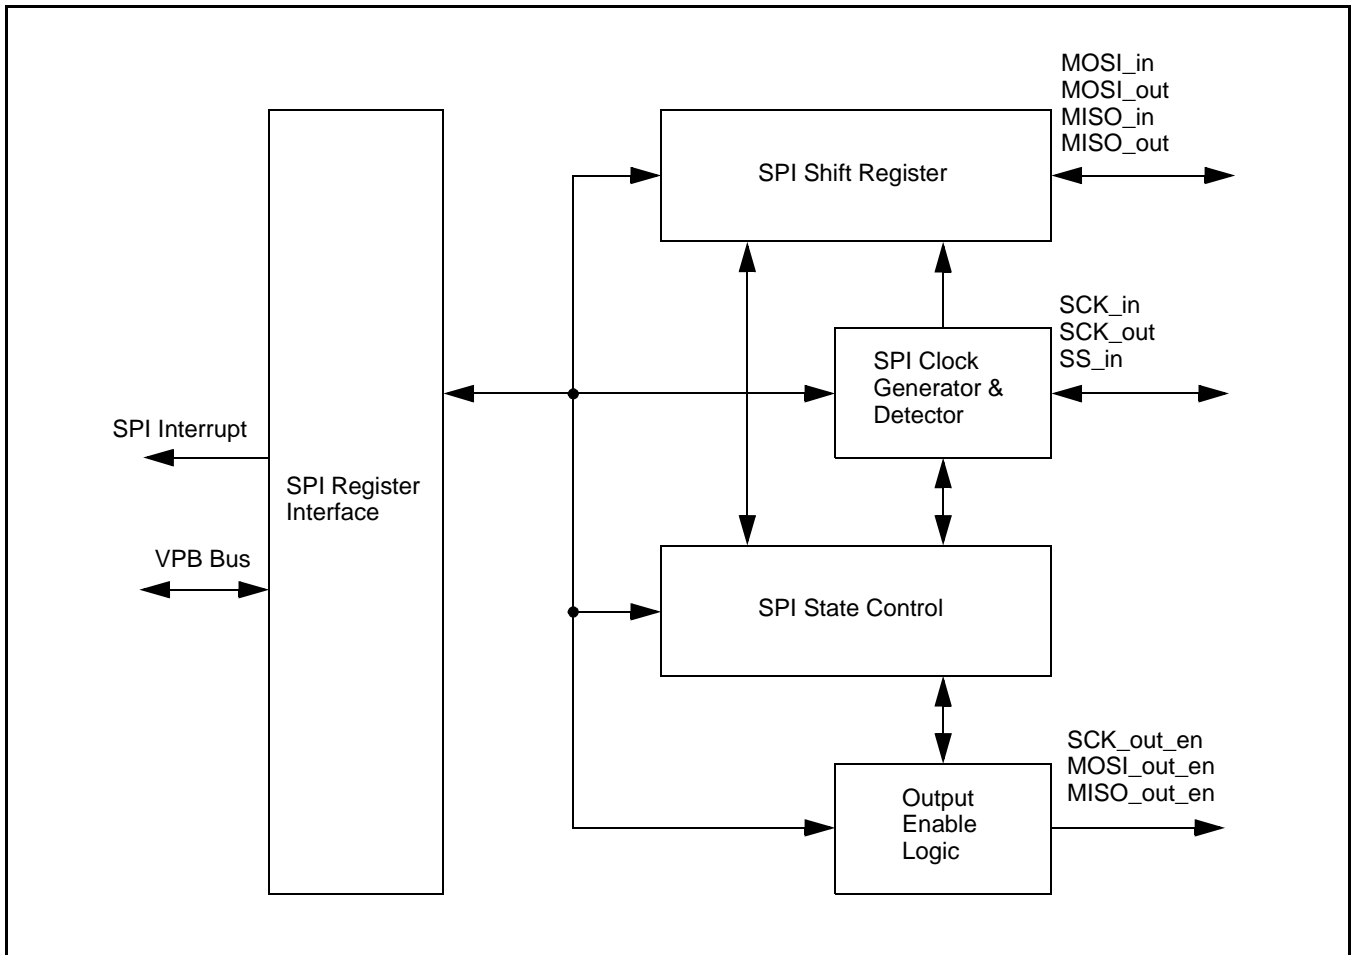 MOSI_in
MOSI_out
MISO_in
MISO_out
SPI Shift Register
SCK_in
SCK_out
SS_in
SPI Clock
Generator &
Detector
SPI Interrupt
SPI Register
Interface
VPB Bus
SPI State Control
SCK_out_en
MOSI_out_en
MISO_out_en
Output
Enable
Logic